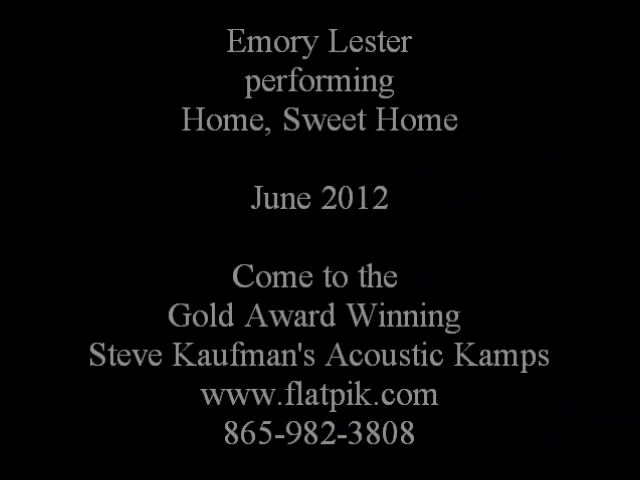 Emory Lester
performing
Home, Sweet Home
June 2012
Come to the
Gold Award Winning
Steve Kaufman's Acoustic Kamps
www.flatpik.com
865-982-3808